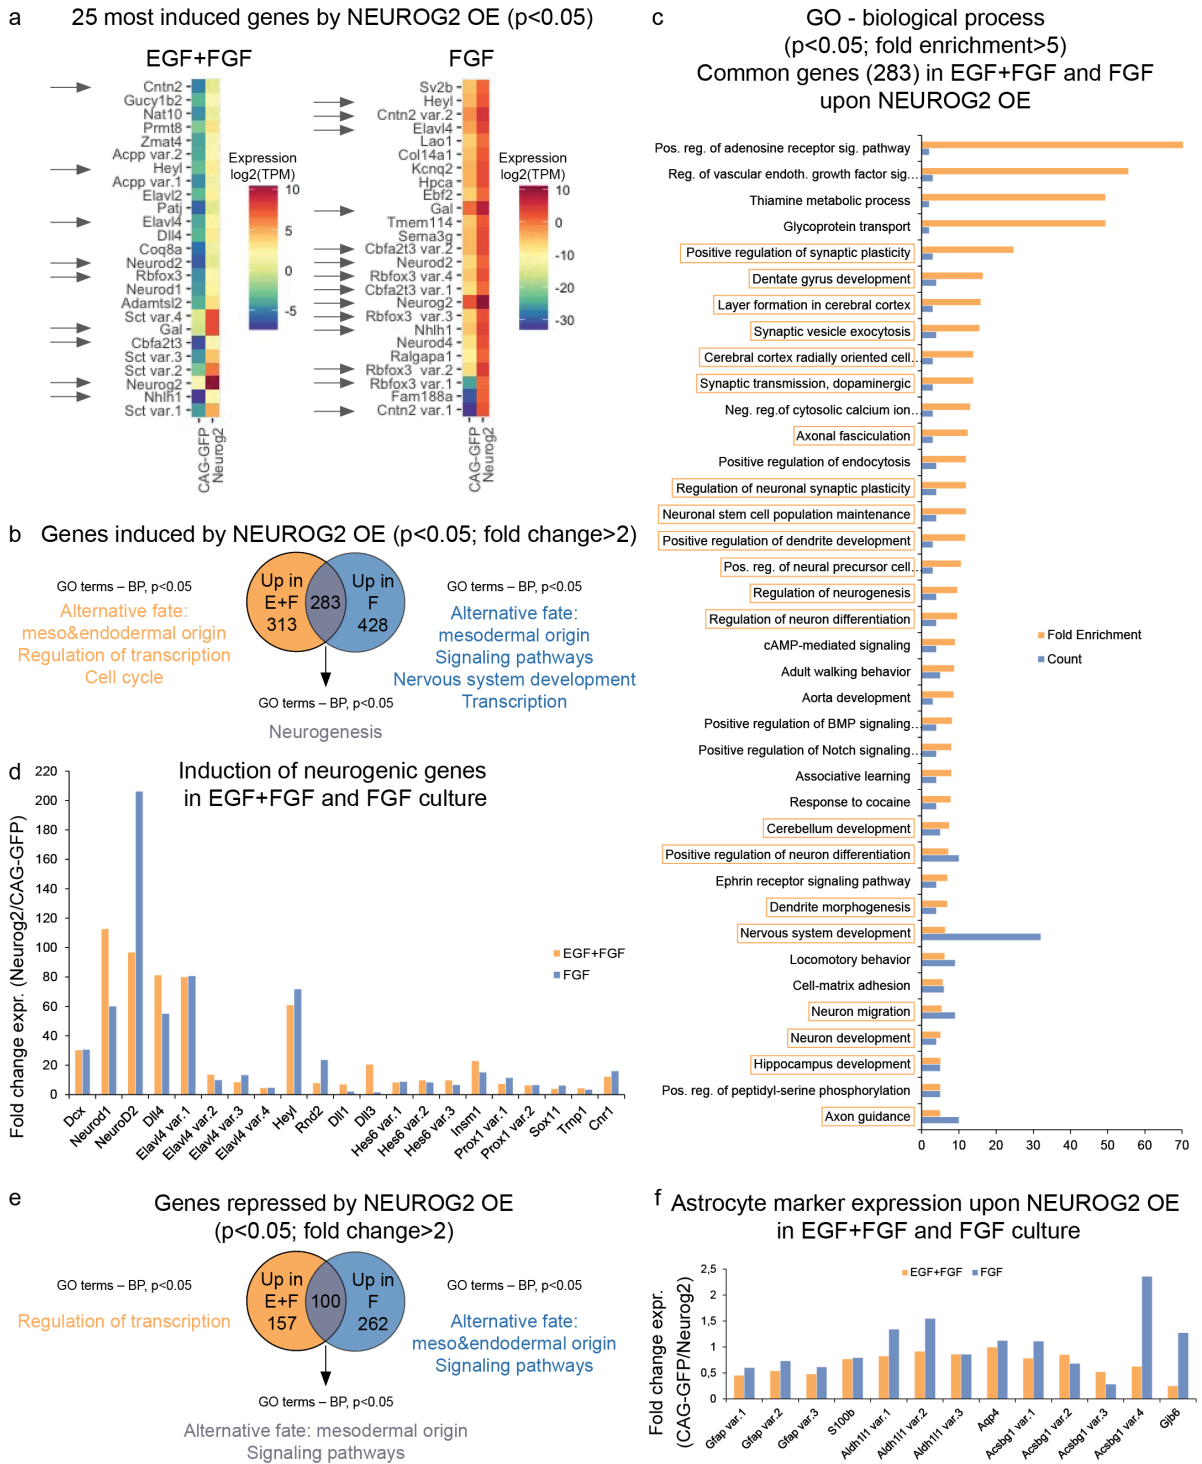 a
25 most induced genes by NEUROG2 OE (p<0.05)
EGF+FGF
Cntn2
Gucy1b2
Nat10
Prmt8
Zmat4
Acpp var.2
Heyl
Acpp var.1
Elavl2
Patj
Elavl4
Dll4
Coq8a
Neurod2
Rbfox3
Neurod1
Adamtsl2
Sct var.4
Gal
Cbfa2t3
Sct var.3
Sct var.2
Neurog2
Nhlh1
Sct var.1
CAG-GFP
Neurog2
Expression
log2(TPM)
10
5
0
-5
FGF
Sv2b
Heyl
Cntn2 var.2
Elavl4
Lao1
Col14a1
Kcnq2
Hpca
Ebf2
Gal
Tmem114
Sema3g
Cbfa2t3 var.2
Neurod2
Rbfox3 var.4
Cbfa2t3 var.1
Neurog2
Rbfox3 var.3
Nhlh1
Neurod4
Ralgapa1
Rbfox3 var.2
Rbfox3 var.1
Fam188a
Cntn2 var.1
CAG-GFP
Neurog2
Expression
log2(TPM)
10
0
-10
-20
-30
b
Genes induced by NEUROG2 OE (p<0.05; fold change>2)
GO terms – BP, p<0.05
Alternative fate:
meso&endodermal origin
Regulation of transcription
Cell cycle
Up in
E+F
313
283
Up in
F
428
GO terms – BP, p<0.05
Alternative fate:
mesodermal origin
Signaling pathways
Nervous system development
Transcription
GO terms – BP, p<0.05
Neurogenesis
c
GO - biological process
(p<0.05; fold enrichment>5)
Common genes (283) in EGF+FGF and FGF
upon NEUROG2 OE
Pos. reg. of adenosine receptor sig. pathway
Reg. of vascular endoth. growth factor sig...
Thiamine metabolic process
Glycoprotein transport
Positive regulation of synaptic plasticity
Dentate gyrus development
Layer formation in cerebral cortex
Synaptic vesicle exocytosis
Cerebral cortex radially oriented cell...
Synaptic transmission, dopaminergic
Neg. reg.of cytosolic calcium ion...
Axonal fasciculation
Positive regulation of endocytosis
Regulation of neuronal synaptic plasticity
Neuronal stem cell population maintenance
Positive regulation of dendrite development
Pos. reg. of neural precursor cell...
Regulation of neurogenesis
Regulation of neuron differentiation
cAMP-mediated signaling
Adult walking behavior
Aorta development
Positive regulation of BMP signaling...
Positive regulation of Notch signaling...
Associative learning
Response to cocaine
Cerebellum development
Positive regulation of neuron differentiation
Ephrin receptor signaling pathway
Dendrite morphogenesis
Nervous system development
Locomotory behavior
Cell-matrix adhesion
Neuron migration
Neuron development
Hippocampus development
Pos. reg. of peptidyl-serine phosphorylation
Axon guidance
0 10 20 30 40 50 60 70
Fold Enrichment
Count
d
Induction of neurogenic genes
in EGF+FGF and FGF culture
Fold change expr. (Neurog2/CAG-GFP)
220
200
180
160
140
120
100
80
60
40
20
0
EGF+FGF
FGF
Dcx
Neurod1
NeuroD2
Dll4
Elavl4 var.1
Elavl4 var.2
Elavl4 var.3
Elavl4 var.4
Heyl
Rnd2
Dll1
Dll3
Hes6 var.1
Hes6 var.2
Hes6 var.3
Insm1
Prox1 var.1
Prox1 var.2
Sox11
Trnp1
Cnr1
e
Genes repressed by NEUROG2 OE
(p<0.05; fold change>2)
GO terms – BP, p<0.05
Regulation of transcription
Up in
E+F
157
100
Up in
F
262
GO terms – BP, p<0.05
Alternative fate:
meso&endodermal origin
Signaling pathways
GO terms – BP, p<0.05
Alternative fate: mesodermal origin
Signaling pathways
f
Astrocyte marker expression upon NEUROG2 OE
in EGF+FGF and FGF culture
Fold change expr.
(CAG-GFP/Neurog2)
2,5
2
1,5
1
0,5
0
EGF+FGF
FGF
Gfap var.1
Gfap var.2
Gfap var.3
S100b
Aldh1l1 var.1
Aldh1l1 var.2
Aldh1l1 var.3
Aqp4
Acsbg1 var.1
Acsbg1 var.2
Acsbg1 var.3
Acsbg1 var.4
Gjb6